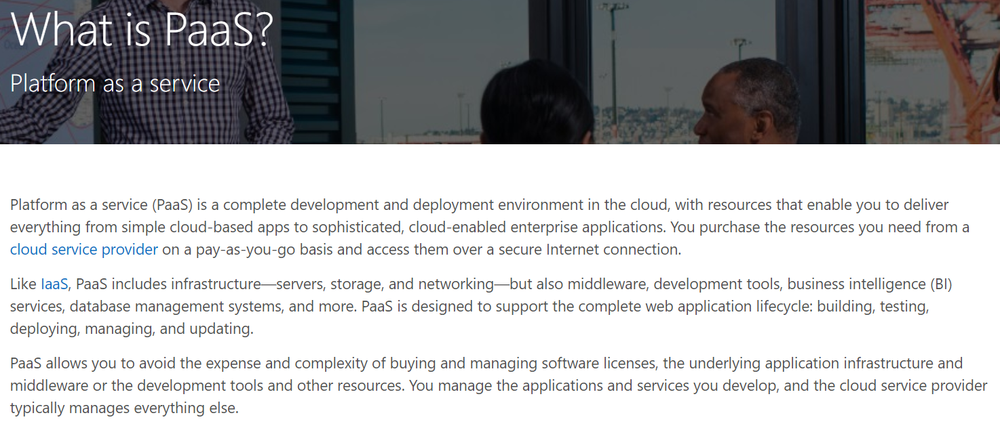 What is PaaS?
Platform as a service
Platform as a service (PaaS) is a complete development and deployment environment in the cloud, with resources that enable you to deliver
everything from simple cloud-based apps to sophisticated, cloud-enabled enterprise applications. You purchase the resources you need from a
cloud service provider on a pay-as-you-go basis and access them over a secure Internet connection.
Like IaaS, PaaS includes infrastructure—servers, storage, and networking—but also middleware, development tools, business intelligence (BI)
services, database management systems, and more. PaaS is designed to support the complete web application lifecycle: building, testing,
deploying, managing, and updating.
PaaS allows you to avoid the expense and complexity of buying and managing software licenses, the underlying application infrastructure and
middleware or the development tools and other resources. You manage the applications and services you develop, and the cloud service provider
typically manages everything else.